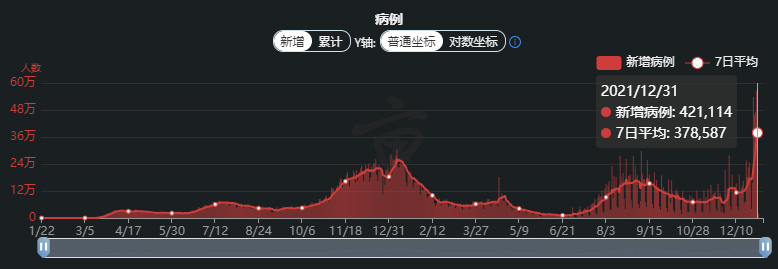 病例
新增 累计 Y轴: 普通坐标 对数坐标
新增病例 7日平均
人数
60万
48万
36万
24万
12万
0
2021/12/31
新增病例: 421,114
7日平均: 378,587
1/22 3/5 4/17 5/30 7/12 8/24 10/6 11/18 12/31 2/12 3/27 5/9 6/21 8/3 9/15 10/28 12/10